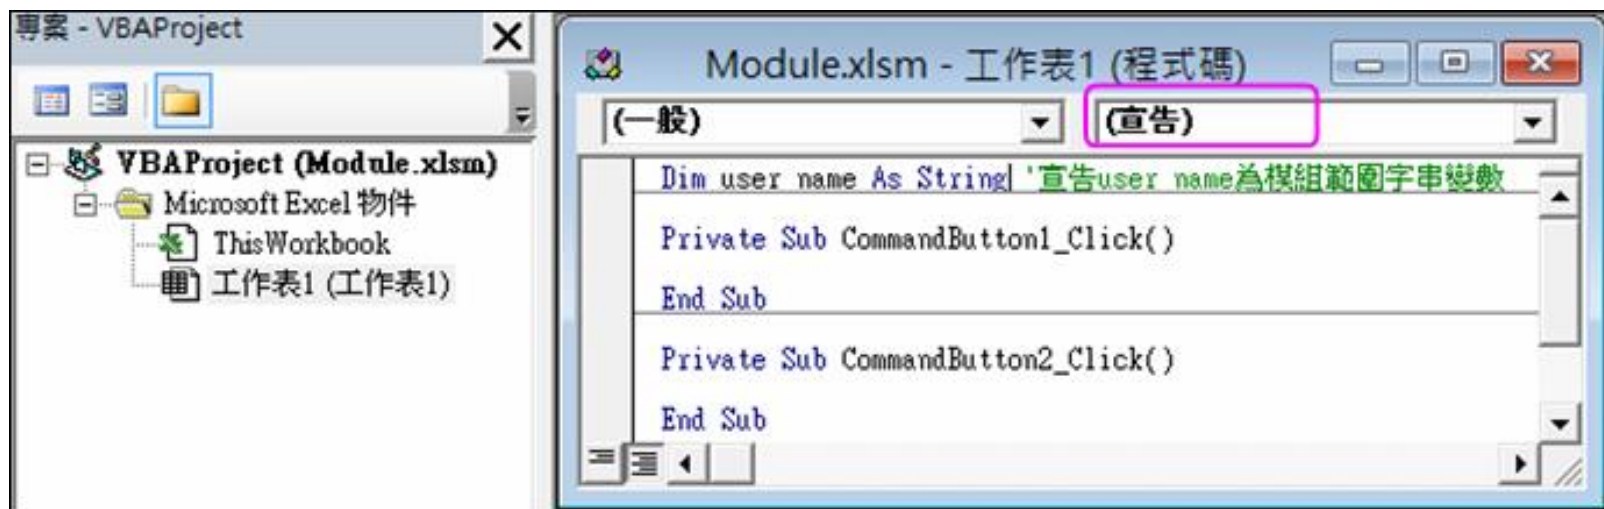 專案 - VBAProject
VBAProject (Module.xlsm)
Microsoft Excel 物件
ThisWorkbook
工作表1 (工作表1)
Module.xlsm - 工作表1 (程式碼)
(一般)
(宣告)
Dim user_name As String '宣告user_name為模組範圍字串變數
Private Sub CommandButton1_Click()
End Sub
Private Sub CommandButton2_Click()
End Sub